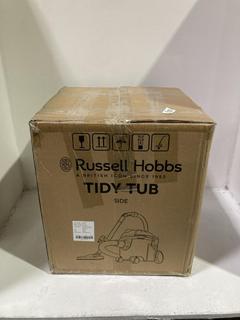 Russell Hobbs
A BRITISH ICON SINCE 1952
TIDY TUB
SIDE